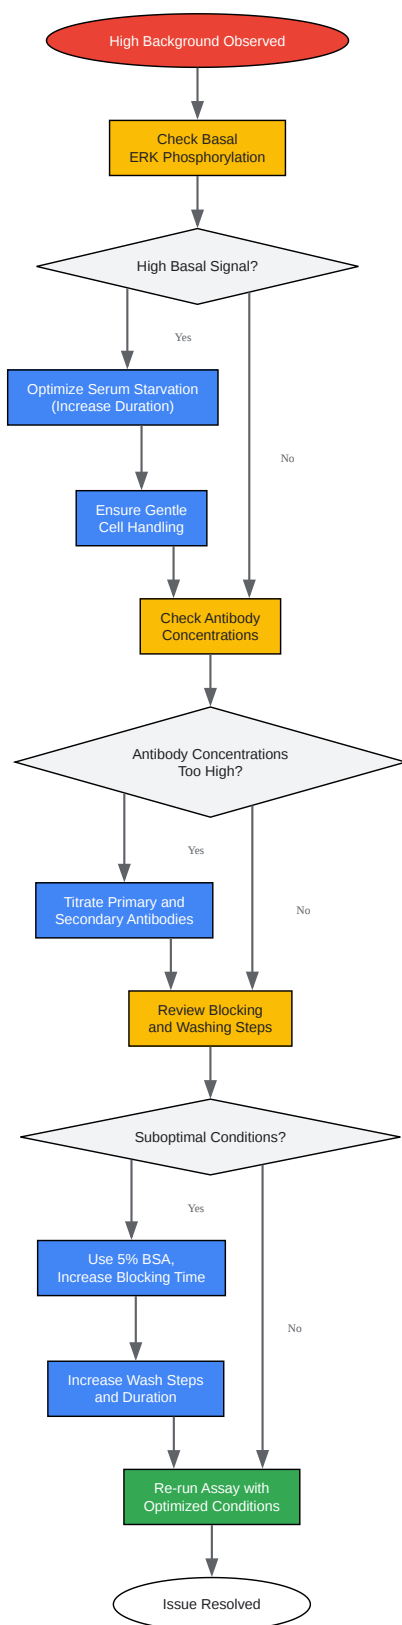 High Background Observed
Check Basal
ERK Phosphorylation
High Basal Signal?
Yes
Optimize Serum Starvation
(Increase Duration)
No
Ensure Gentle
Cell Handling
Check Antibody
Concentrations
Antibody Concentrations
Too High?
Yes
Titrate Primary and
Secondary Antibodies
No
Review Blocking
and Washing Steps
Suboptimal Conditions?
Yes
Use 5% BSA,
Increase Blocking Time
No
Increase Wash Steps
and Duration
Re-run Assay with
Optimized Conditions
Issue Resolved